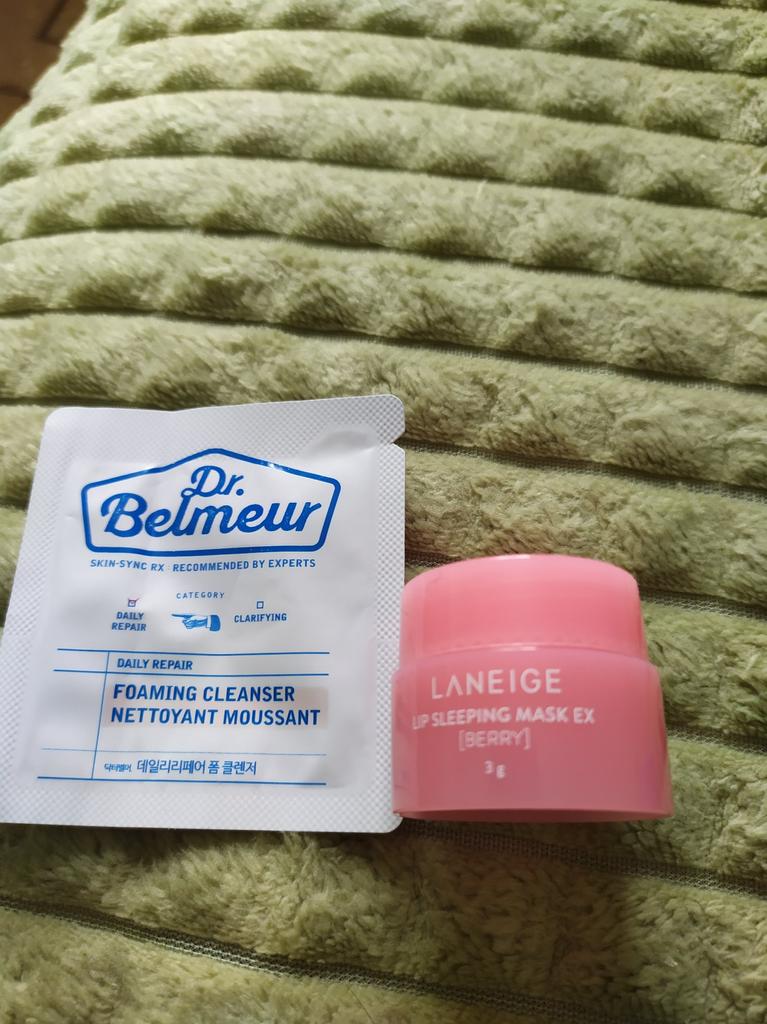 Dr.
Belmeur
SKIN-SYNC RX : RECOMMENDED BY EXPERTS
CATEGORY
DAILY
REPAIR
CLARIFYING
DAILY REPAIR
FOAMING CLEANSER
NETTOYANT MOUSSANT
닥터벨머 데일리리페어 폼 클렌저
LANEIGE
LIP SLEEPING MASK EX
[BERRY]
3 g